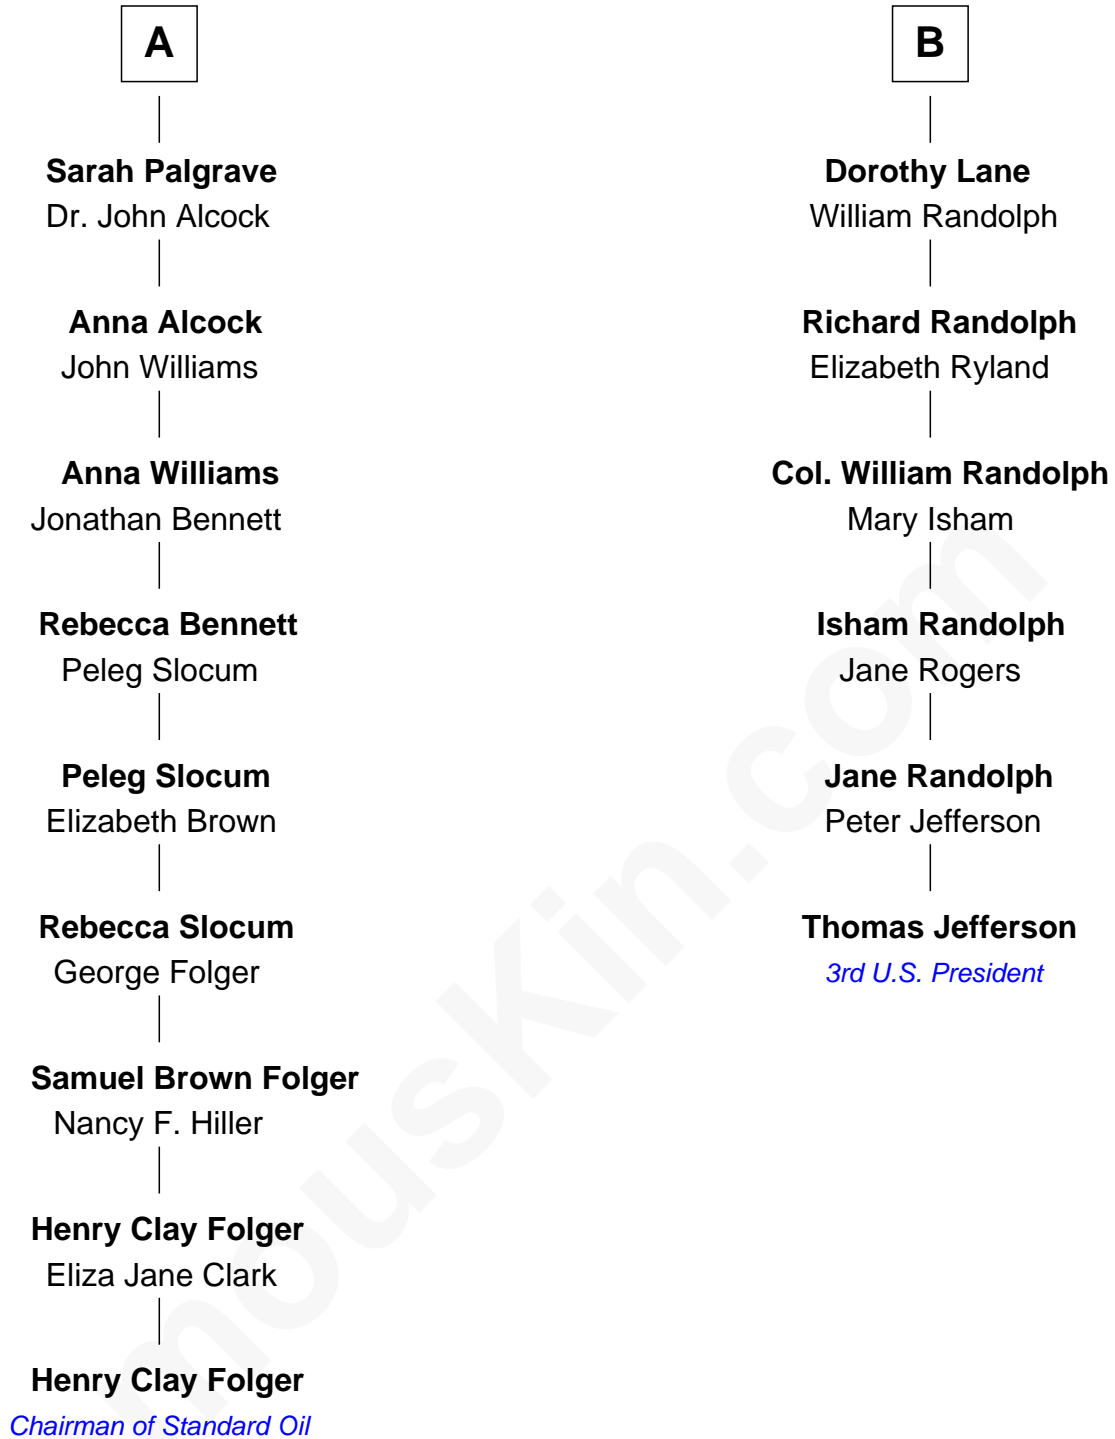 A
Sarah Palgrave
Dr. John Alcock
Anna Alcock
John Williams
Anna Williams
Jonathan Bennett
Rebecca Bennett
Peleg Slocum
Peleg Slocum
Elizabeth Brown
Rebecca Slocum
George Folger
Samuel Brown Folger
Nancy F. Hiller
Henry Clay Folger
Eliza Jane Clark
Henry Clay Folger
Chairman of Standard Oil
B
Dorothy Lane
William Randolph
Richard Randolph
Elizabeth Ryland
Col. William Randolph
Mary Isham
Isham Randolph
Jane Rogers
Jane Randolph
Peter Jefferson
Thomas Jefferson
3rd U.S. President
mousKin.com